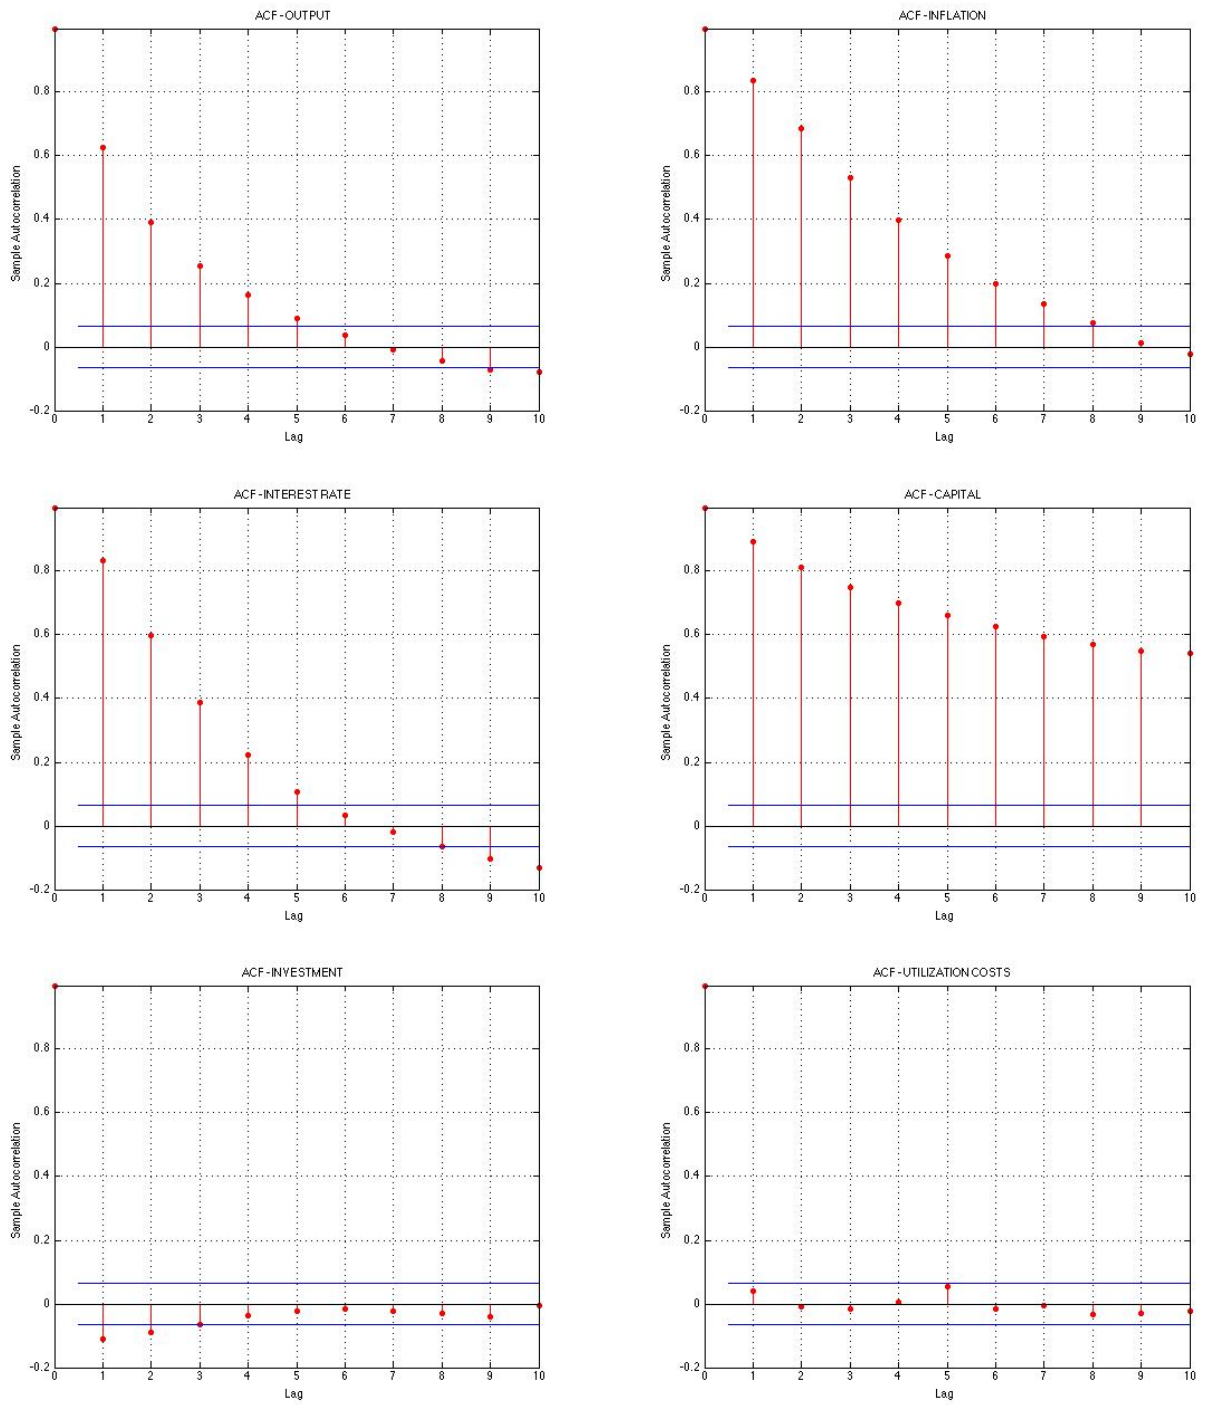 ACF-OUTPUT
Sample Autocorrelation
0.8
0.6
0.4
0.2
0
-0.2
0 1 2 3 4 5 6 7 8 9 10
Lag
ACF-INFLATION
Sample Autocorrelation
0.8
0.6
0.4
0.2
0
-0.2
0 1 2 3 4 5 6 7 8 9 10
Lag
ACF-INTEREST RATE
Sample Autocorrelation
0.8
0.6
0.4
0.2
0
-0.2
0 1 2 3 4 5 6 7 8 9 10
Lag
ACF-CAPITAL
Sample Autocorrelation
0.8
0.6
0.4
0.2
0
-0.2
0 1 2 3 4 5 6 7 8 9 10
Lag
ACF-INVESTMENT
Sample Autocorrelation
0.8
0.6
0.4
0.2
0
-0.2
0 1 2 3 4 5 6 7 8 9 10
Lag
ACF-UTILIZATION COSTS
Sample Autocorrelation
0.8
0.6
0.4
0.2
0
-0.2
0 1 2 3 4 5 6 7 8 9 10
Lag